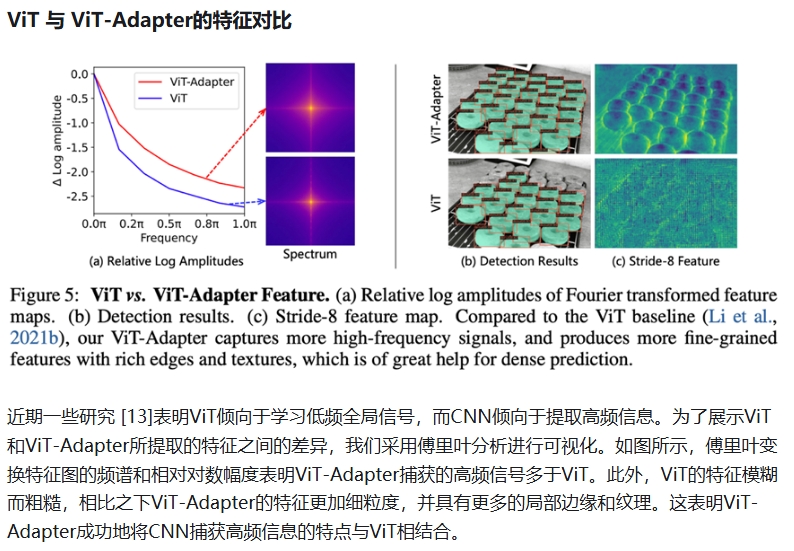 ViT 与 ViT-Adapter的特征对比
0.0
-0.5
-1.0
-1.5
-2.0
-2.5
Δ Log amplitude
ViT-Adapter
ViT
0.0π 0.2π 0.5π 0.8π 1.0π
Frequency
(a) Relative Log Amplitudes
Spectrum
ViT-Adapter
ViT
(b) Detection Results
(c) Stride-8 Feature
Figure 5: ViT vs. ViT-Adapter Feature. (a) Relative log amplitudes of Fourier transformed feature
maps. (b) Detection results. (c) Stride-8 feature map. Compared to the ViT baseline (Li et al.,
2021b), our ViT-Adapter captures more high-frequency signals, and produces more fine-grained
features with rich edges and textures, which is of great help for dense prediction.
近期一些研究 [13]表明ViT倾向于学习低频全局信号，而CNN倾向于提取高频信息。为了展示ViT
和ViT-Adapter所提取的特征之间的差异，我们采用傅里叶分析进行可视化。如图所示，傅里叶变
换特征图的频谱和相对对数幅度表明ViT-Adapter捕获的高频信号多于ViT。此外，ViT的特征模糊
而粗糙，相比之下ViT-Adapter的特征更加细粒度，并具有更多的局部边缘和纹理。这表明ViT-
Adapter成功地将CNN捕获高频信息的特点与ViT相结合。